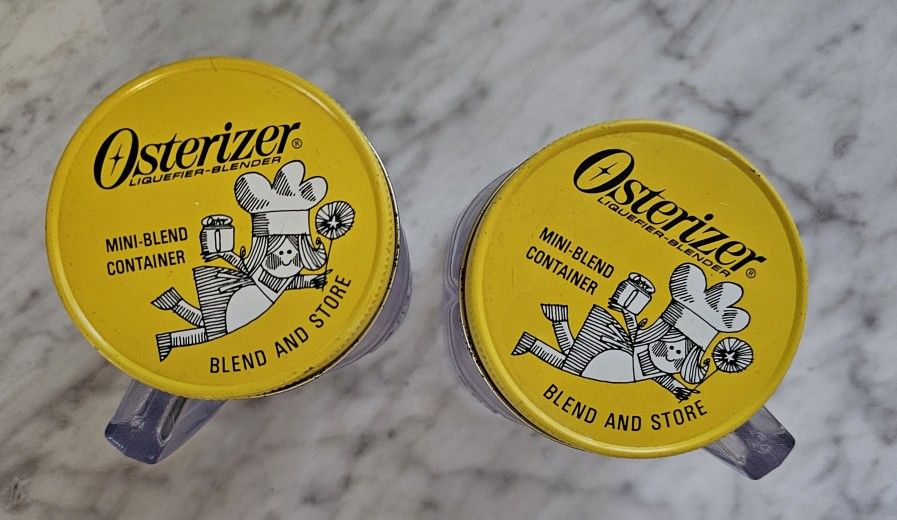 Osterizer®
LIQUEFIER-BLENDER
MINI-BLEND
CONTAINER
BLEND AND STORE
Osterizer®
LIQUEFIER-BLENDER
MINI-BLEND
CONTAINER
BLEND AND STORE